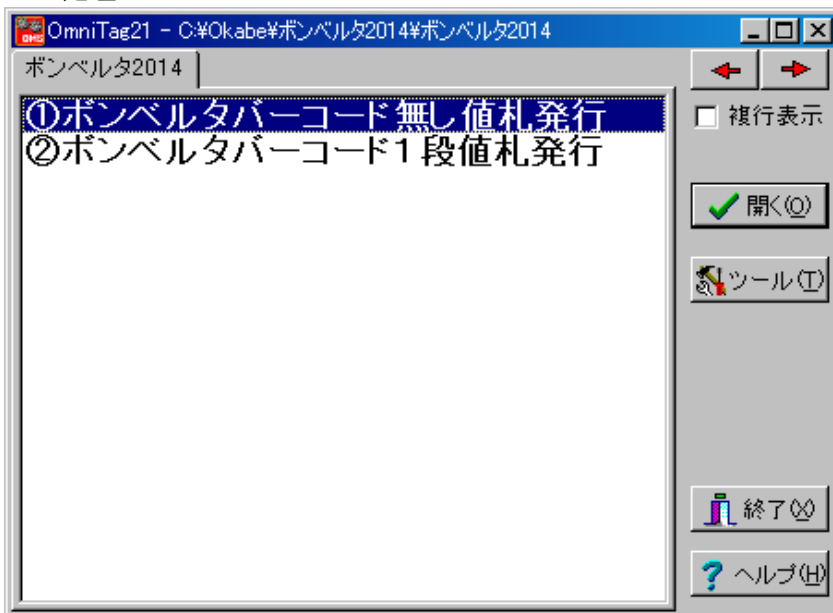 OmniTag21 - C:¥Okabe¥ボンベルタ2014¥ボンベルタ2014
ボンベルタ2014
①ボンベルタバーコード無し値札発行
②ボンベルタバーコード1段値札発行
複行表示
開く(O)
ツール(T)
終了(X)
ヘルプ(H)